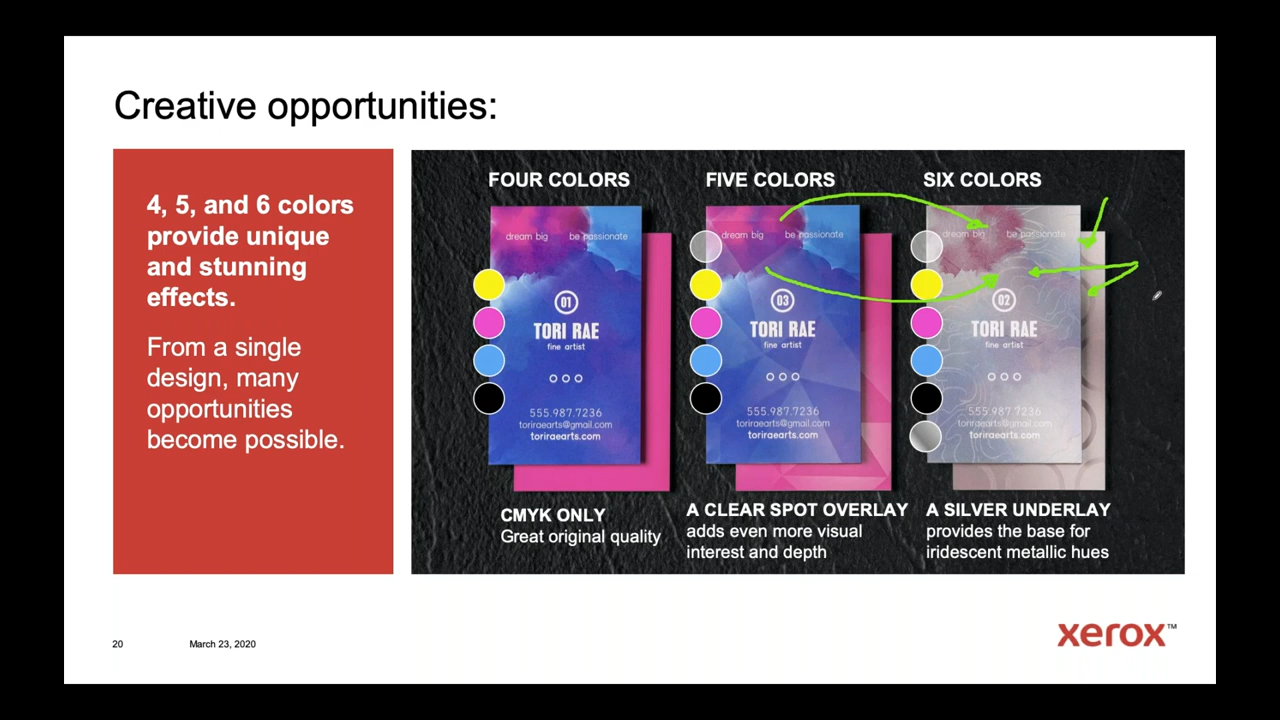 Creative opportunities:
4, 5, and 6 colors
provide unique
and stunning
effects.
From a single
design, many
opportunities
become possible.
FOUR COLORS
dream big be passionate
01
TORI RAE
fine artist
555.987.7236
toriraearts@gmail.com
toriraearts.com
CMYK ONLY
Great original quality
FIVE COLORS
dream big be passionate
03
TORI RAE
fine artist
555.987.7236
toriraearts@gmail.com
toriraearts.com
A CLEAR SPOT OVERLAY
adds even more visual
interest and depth
SIX COLORS
dream big be passionate
02
TORI RAE
fine artist
555.987.7236
toriraearts@gmail.com
toriraearts.com
A SILVER UNDERLAY
provides the base for
iridescent metallic hues
20 March 23, 2020
xerox™